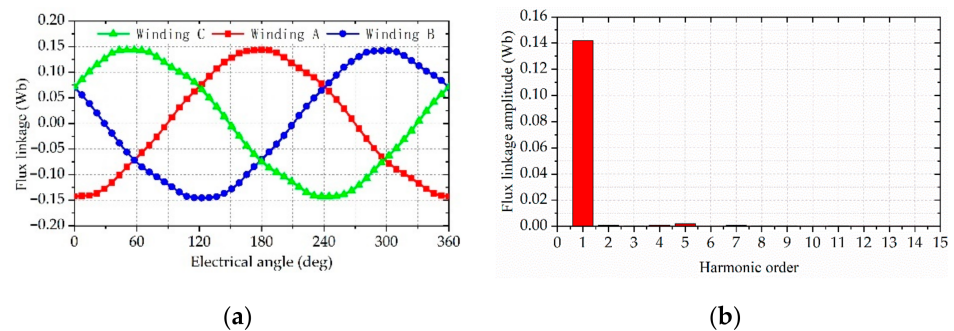 Winding C Winding A Winding B
Flux linkage (Wb)
0.20
0.15
0.10
0.05
0.00
−0.05
−0.10
−0.15
−0.20
0 60 120 180 240 300 360
Electrical angle (deg)
(a)
Flux linkage amplitude (Wb)
0.16
0.14
0.12
0.10
0.08
0.06
0.04
0.02
0.00
0 1 2 3 4 5 6 7 8 9 10 11 12 13 14 15
Harmonic order
(b)